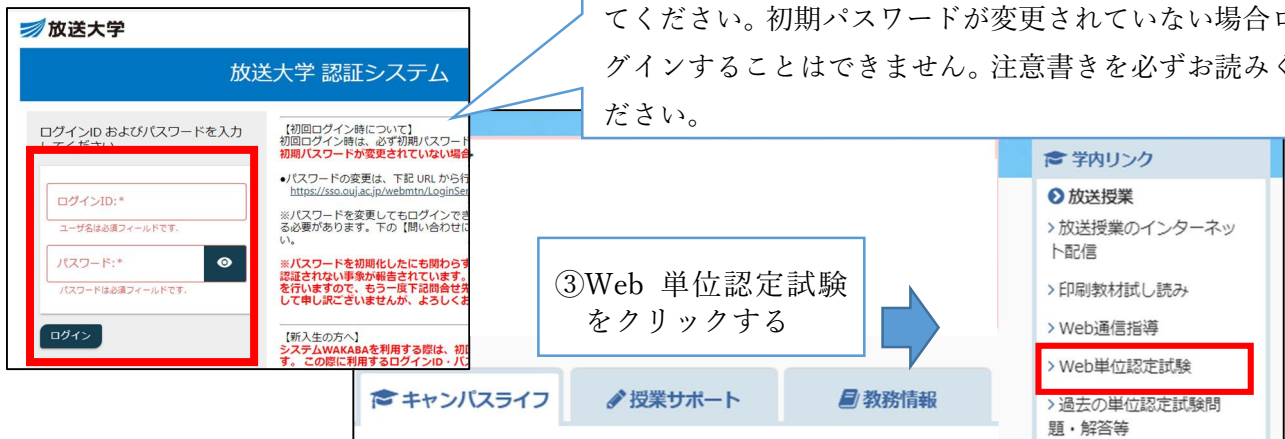 放送大学
放送大学 認証システム
ログインID およびパスワードを入力
してください
ログインID:*
ユーザ名は必須フィールドです.
パスワード:*
パスワードは必須フィールドです.
ログイン
【初回ログイン時について】
初回ログイン時は、必ず初期パスワード
初期パスワードが変更されていない場合
●パスワードの変更は、下記 URL から行
https://sso.ouj.ac.jp/webmtn/LoginSer
※パスワードを変更してもログインでき
る必要があります。下の【問い合わせに
い。
※パスワードを初期化したにも関わらず
認証されない事象が報告されています。
を行いますので、もう一度下記問合せ先
して申し訳ございませんが、よろしくお
【新入生の方へ】
システムWAKABAを利用する際は、初回
す。この際に利用するログインID・パス
てください。初期パスワードが変更されていない場合ロ
グインすることはできません。注意書きを必ずお読みく
ださい。
③Web 単位認定試験
をクリックする
キャンパスライフ
授業サポート
教務情報
学内リンク
放送授業
>放送授業のインターネッ
ト配信
>印刷教材試し読み
>Web通信指導
>Web単位認定試験
>過去の単位認定試験問
題・解答等